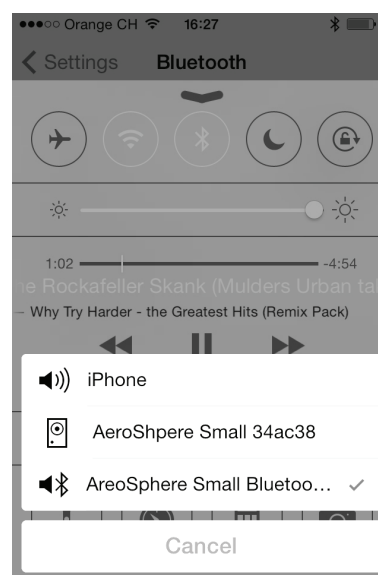 Orange CH 16:27
Settings Bluetooth
1:02 -4:54
e Rockafeller Skank (Mulders Urban tal
– Why Try Harder - the Greatest Hits (Remix Pack)
iPhone
AeroShpere Small 34ac38
AreoSphere Small Bluetoo...
Cancel